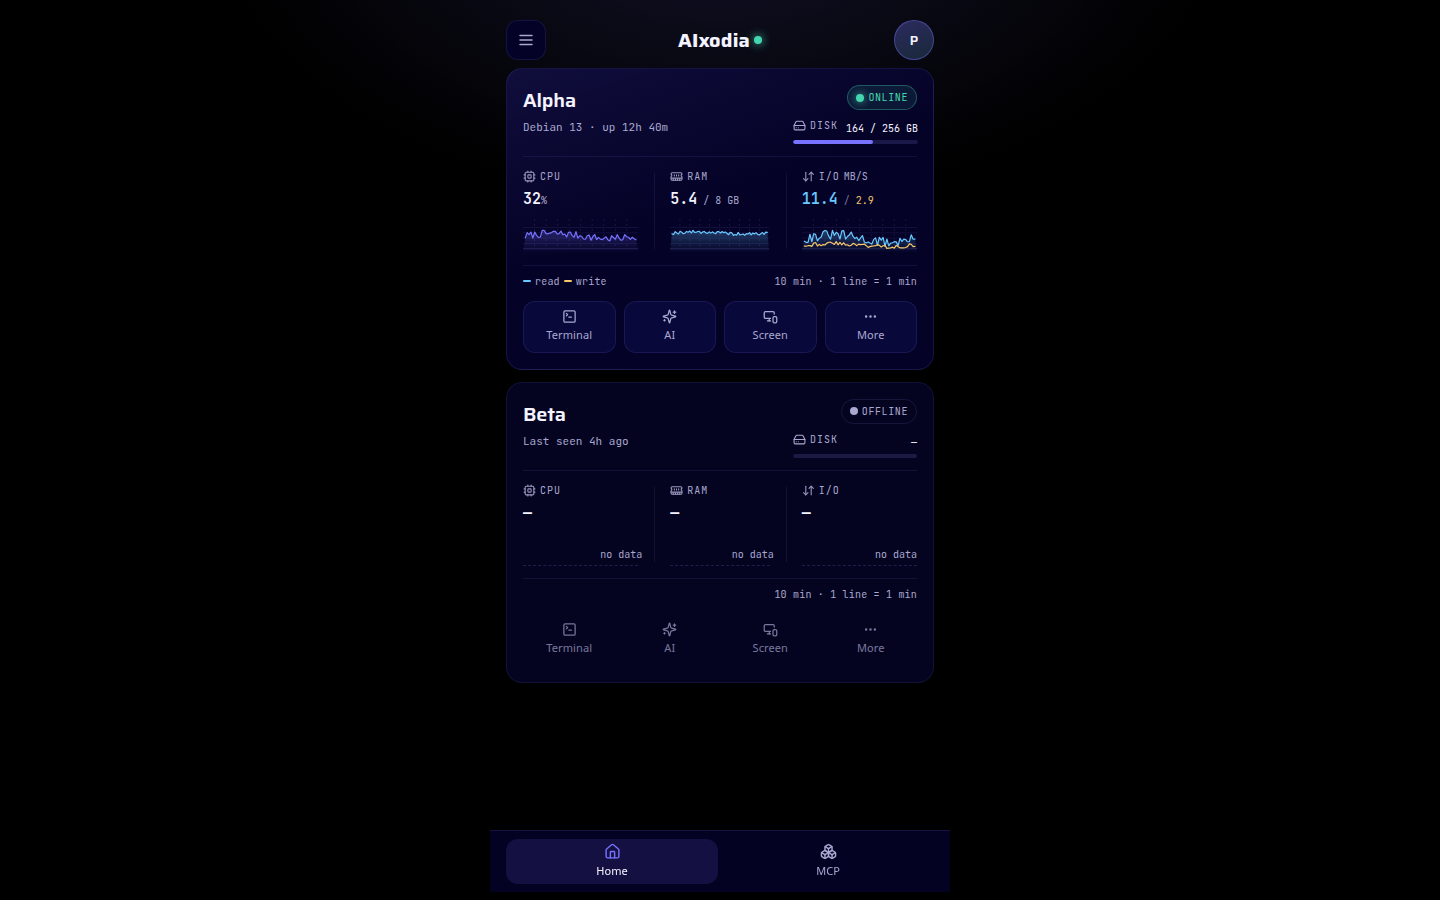 AIxodia
P
Alpha
ONLINE
Debian 13 · up 12h 40m
DISK 164 / 256 GB
CPU
RAM
I/O MB/S
32%
5.4 / 8 GB
11.4 / 2.9
read write
10 min · 1 line = 1 min
Terminal
AI
Screen
More
Beta
OFFLINE
Last seen 4h ago
DISK –
CPU
RAM
I/O
–
–
–
no data
no data
no data
10 min · 1 line = 1 min
Terminal
AI
Screen
More
Home
MCP